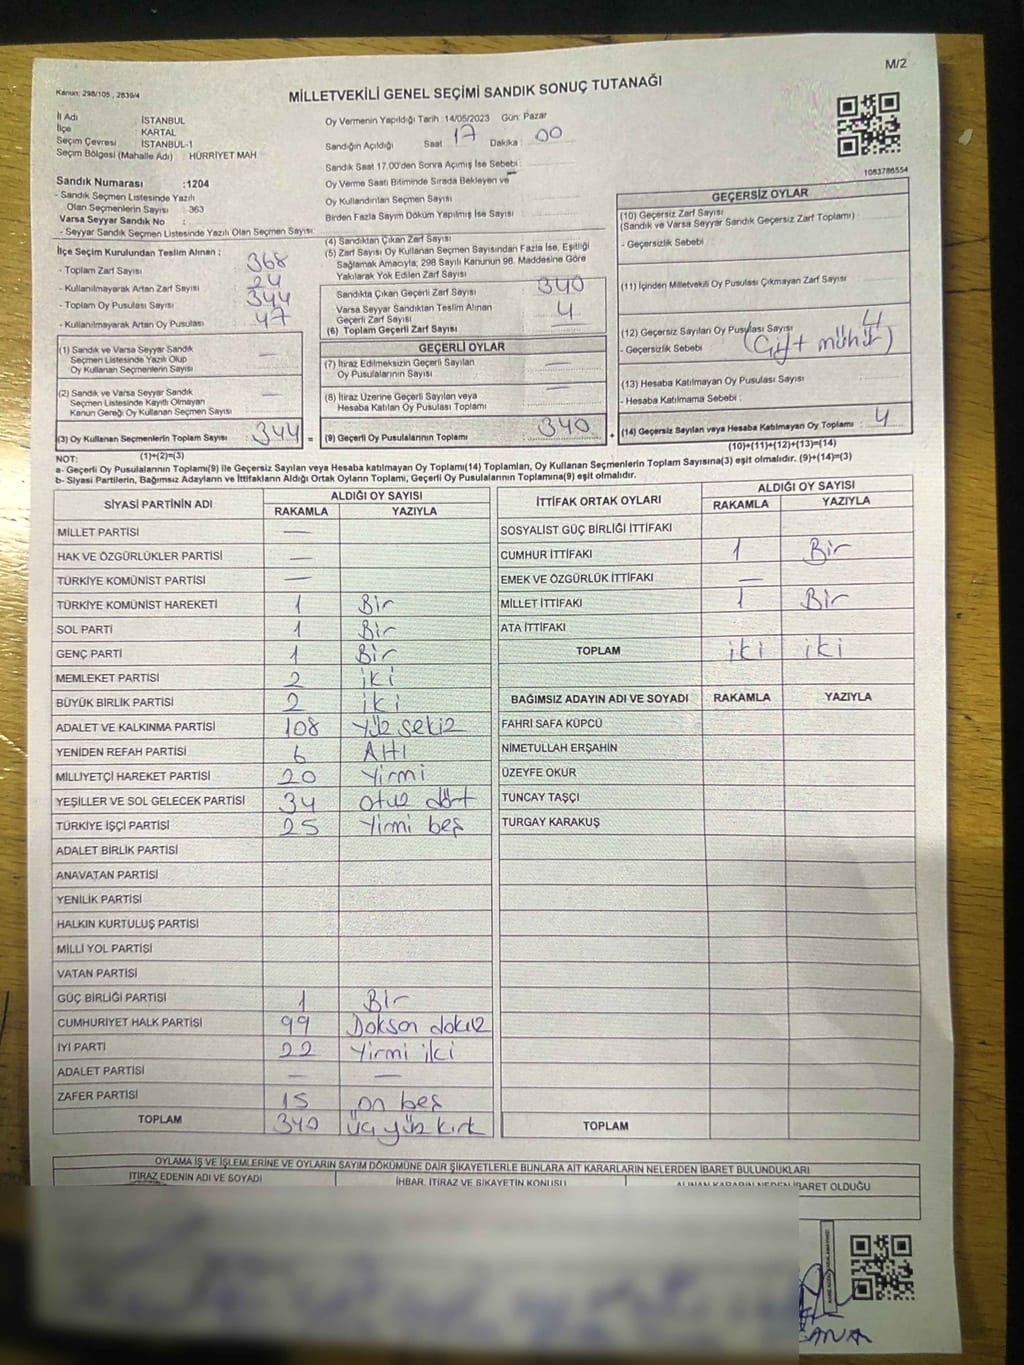 M/2
Kanun: 298/105 , 2839/4
MİLLETVEKİLİ GENEL SEÇİMİ SANDIK SONUÇ TUTANAĞI
İl Adı : İSTANBUL
İlçe : KARTAL
Seçim Çevresi : İSTANBUL-1
Seçim Bölgesi (Mahalle Adı) : HÜRRİYET MAH
Oy Vermenin Yapıldığı Tarih :14/05/2023 Gün: Pazar
Sandığın Açıldığı Saat : 17 Dakika : 00
Sandık Saat 17.00'den Sonra Açımış İse Sebebi :
Oy Verme Saati Bitiminde Sırada Bekleyen ve
Oy Kullandırılan Seçmen Sayısı
Birden Fazla Sayım Döküm Yapılmış İse Sayısı
1083786554
Sandık Numarası :1204
- Sandık Seçmen Listesinde Yazılı
Olan Seçmenlerin Sayısı : 363
Varsa Seyyar Sandık No :
- Seyyar Sandık Seçmen Listesinde Yazılı Olan Seçmen Sayısı:
İlçe Seçim Kurulundan Teslim Alınan :
- Toplam Zarf Sayısı 368
- Kullanılmayarak Artan Zarf Sayısı 24
- Toplam Oy Pusulası Sayısı 344
- Kullanılmayarak Artan Oy Pusulası 47
(1) Sandık ve Varsa Seyyar Sandık
Seçmen Listesinde Yazılı Olup
Oy Kullanan Seçmenlerin Sayısı —
(2) Sandık ve Varsa Seyyar Sandık
Seçmen Listesinde Kayıtlı Olmayan
Kanun Gereği Oy Kullanan Seçmen Sayısı —
(3) Oy Kullanan Seçmenlerin Toplam Sayısı : 344 =
(1)+(2)=(3)
(4) Sandıktan Çıkan Zarf Sayısı
(5) Zarf Sayısı Oy Kullanan Seçmen Sayısından Fazla İse, Eşitliği
Sağlamak Amacıyla, 298 Sayılı Kanunun 98. Maddesine Göre
Yakılarak Yok Edilen Zarf Sayısı
Sandıkta Çıkan Geçerli Zarf Sayısı 340
Varsa Seyyar Sandıktan Teslim Alınan
Geçerli Zarf Sayısı 4
(6) Toplam Geçerli Zarf Sayısı —
GEÇERLİ OYLAR
(7) İtiraz Edilmeksizin Geçerli Sayılan
Oy Pusulalarının Sayısı —
(8) İtiraz Üzerine Geçerli Sayılan veya
Hesaba Katılan Oy Pusulası Toplamı —
(9) Geçerli Oy Pusulalarının Toplamı : 340 +
GEÇERSİZ OYLAR
(10) Geçersiz Zarf Sayısı
(Sandık ve Varsa Seyyar Sandık Geçersiz Zarf Toplamı)
- Geçersizlik Sebebi
(11) İçinden Milletvekili Oy Pusulası Çıkmayan Zarf Sayısı
(12) Geçersiz Sayılan Oy Pusulası Sayısı 4
- Geçersizlik Sebebi (Çift mühür)
(13) Hesaba Katılmayan Oy Pusulası Sayısı
- Hesaba Katılmama Sebebi :
(14) Geçersiz Sayılan veya Hesaba Katılmayan Oy Toplamı : 4
(10)+(11)+(12)+(13)=(14)
NOT:
a- Geçerli Oy Pusulalarının Toplamı(9) ile Geçersiz Sayılan veya Hesaba katılmayan Oy Toplamı(14) Toplamları, Oy Kullanan Seçmenlerin Toplam Sayısına(3) eşit olmalıdır. (9)+(14)=(3)
b- Siyasi Partilerin, Bağımsız Adayların ve İttifakların Aldığı Ortak Oyların Toplamı, Geçerli Oy Pusulalarının Toplamına(9) eşit olmalıdır.
SİYASİ PARTİNİN ADI ALDIĞI OY SAYISI
RAKAMLA YAZIYLA
MİLLET PARTİSİ —
HAK VE ÖZGÜRLÜKLER PARTİSİ —
TÜRKİYE KOMÜNİST PARTİSİ —
TÜRKİYE KOMÜNİST HAREKETİ 1 Bir
SOL PARTİ 1 Bir
GENÇ PARTİ 1 Bir
MEMLEKET PARTİSİ 2 iki
BÜYÜK BİRLİK PARTİSİ 2 iki
ADALET VE KALKINMA PARTİSİ 108 Yüz sekiz
YENİDEN REFAH PARTİSİ 6 Altı
MİLLİYETÇİ HAREKET PARTİSİ 20 Yirmi
YEŞİLLER VE SOL GELECEK PARTİSİ 34 otuz dört
TÜRKİYE İŞÇİ PARTİSİ 25 Yirmi beş
ADALET BİRLİK PARTİSİ
ANAVATAN PARTİSİ
YENİLİK PARTİSİ
HALKIN KURTULUŞ PARTİSİ
MİLLİ YOL PARTİSİ
VATAN PARTİSİ
GÜÇ BİRLİĞİ PARTİSİ 1 Bir
CUMHURİYET HALK PARTİSİ 99 Dokson dokuz
İYİ PARTİ 22 Yirmi iki
ADALET PARTİSİ — —
ZAFER PARTİSİ 15 on beş
TOPLAM 340 üçyüz kırk
İTTİFAK ORTAK OYLARI ALDIĞI OY SAYISI
RAKAMLA YAZIYLA
SOSYALİST GÜÇ BİRLİĞİ İTTİFAKI
CUMHUR İTTİFAKI 1 Bir
EMEK VE ÖZGÜRLÜK İTTİFAKI —
MİLLET İTTİFAKI 1 Bir
ATA İTTİFAKI
TOPLAM iki iki
BAĞIMSIZ ADAYIN ADI VE SOYADI RAKAMLA YAZIYLA
FAHRİ SAFA KÜPCÜ
NİMETULLAH ERŞAHİN
ÜZEYFE OKUR
TUNCAY TAŞÇI
TURGAY KARAKUŞ
TOPLAM
OYLAMA İŞ VE İŞLEMLERİNE VE OYLARIN SAYIM DÖKÜMÜNE DAİR ŞİKAYETLERLE BUNLARA AİT KARARLARIN NELERDEN İBARET BULUNDUKLARI
İTİRAZ EDENİN ADI VE SOYADI İHBAR, İTİRAZ VE ŞİKAYETİN KONUSU ALINAN KARARIN NEDEN İBARET OLDUĞU